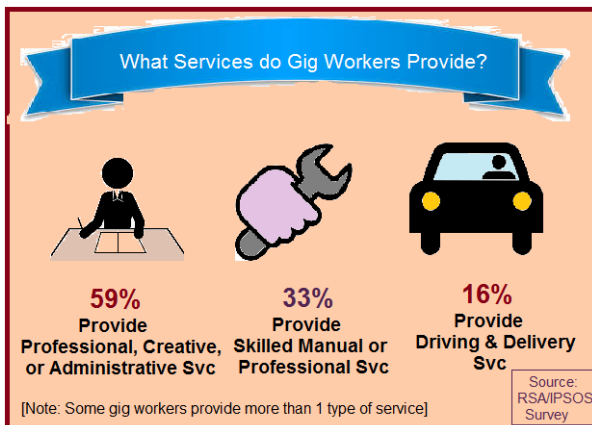 What Services do Gig Workers Provide?
59%
Provide
Professional, Creative,
or Administrative Svc
33%
Provide
Skilled Manual or
Professional Svc
16%
Provide
Driving & Delivery
Svc
[Note: Some gig workers provide more than 1 type of service]
Source:
RSA/IPSOS
Survey